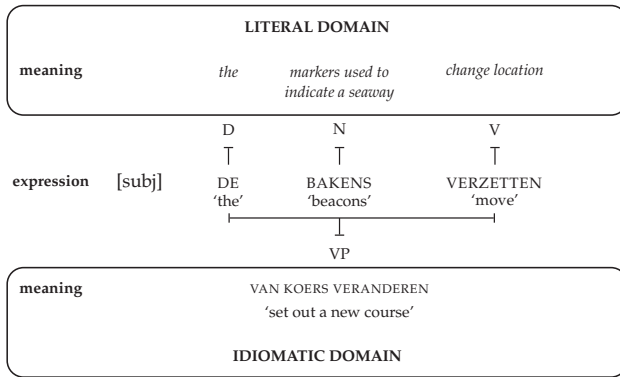 LITERAL DOMAIN
meaning the markers used to change location
indicate a seaway
D N V
expression [subj] DE BAKENS VERZETTEN
'the' 'beacons' 'move'
VP
meaning VAN KOERS VERANDEREN
'set out a new course'
IDIOMATIC DOMAIN